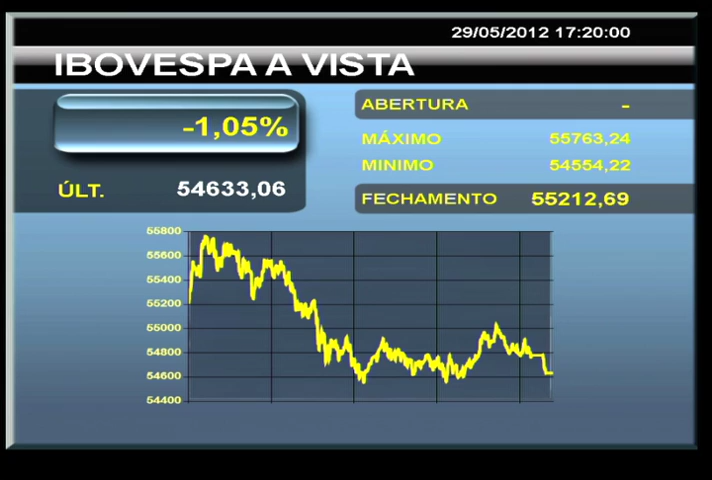 29/05/2012 17:20:00
IBOVESPA A VISTA
-1,05%
ÚLT. 54633,06
ABERTURA -
MÁXIMO 55763,24
MINIMO 54554,22
FECHAMENTO 55212,69
55800
55600
55400
55200
55000
54800
54600
54400